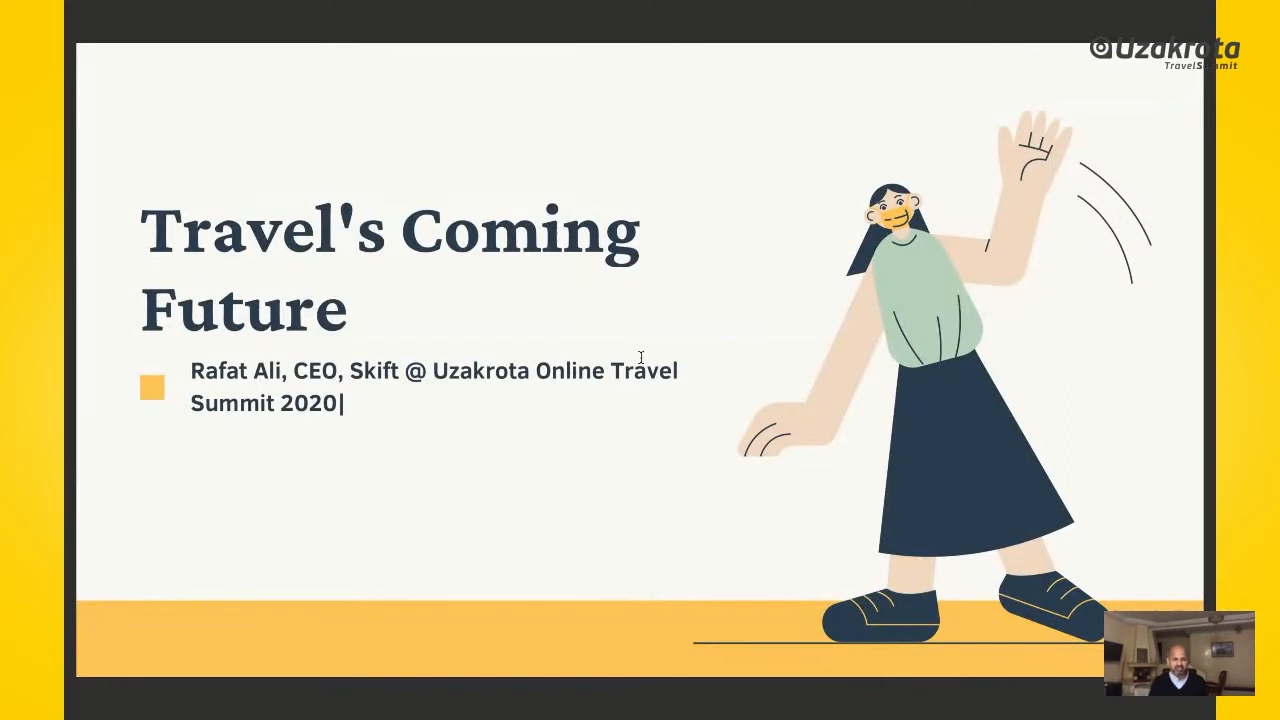 Uzakrota
TravelSummit
Travel's Coming
Future
Rafat Ali, CEO, Skift @ Uzakrota Online Travel
Summit 2020|